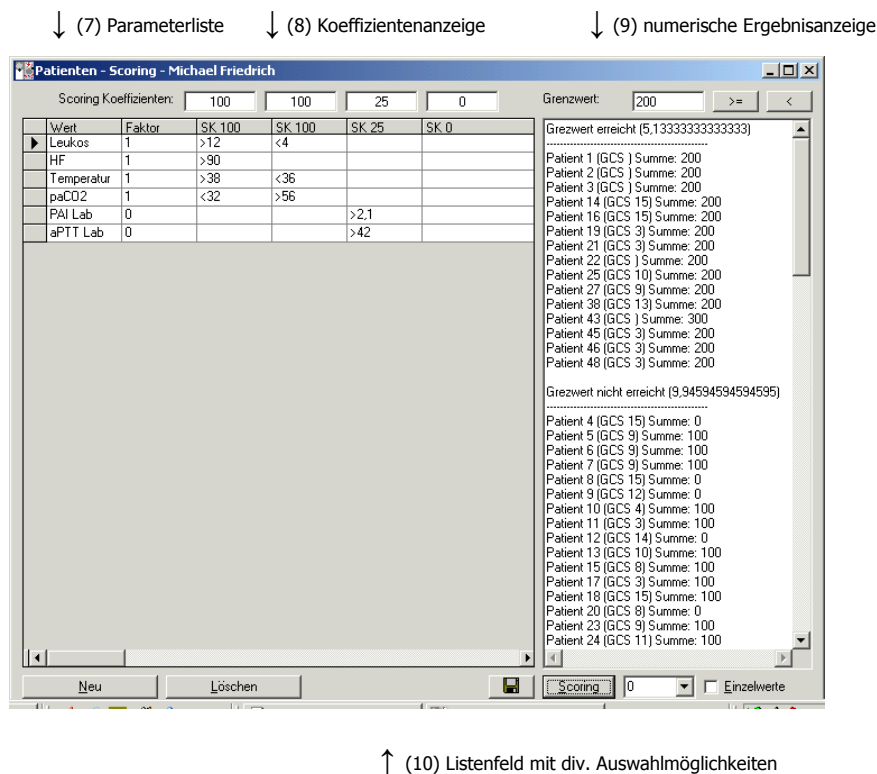 ↓ (7) Parameterliste ↓ (8) Koeffizientenanzeige ↓ (9) numerische Ergebnisanzeige
Patienten - Scoring - Michael Friedrich
Scoring Koeffizienten: 100 100 25 0 Grenzwert: 200 >= <
Wert Faktor SK 100 SK 100 SK 25 SK 0
Leukos 1 >12 <4
HF 1 >90
Temperatur 1 >38 <36
paCO2 1 <32 >56
PAI Lab 0 >2,1
aPTT Lab 0 >42
Grezwert erreicht (5,13333333333333)
-----------------------------------------------
Patient 1 (GCS ) Summe: 200
Patient 2 (GCS ) Summe: 200
Patient 3 (GCS ) Summe: 200
Patient 14 (GCS 15) Summe: 200
Patient 16 (GCS 15) Summe: 200
Patient 19 (GCS 3) Summe: 200
Patient 21 (GCS 3) Summe: 200
Patient 22 (GCS ) Summe: 200
Patient 25 (GCS 10) Summe: 200
Patient 27 (GCS 9) Summe: 200
Patient 38 (GCS 13) Summe: 200
Patient 43 (GCS ) Summe: 300
Patient 45 (GCS 3) Summe: 200
Patient 46 (GCS 3) Summe: 200
Patient 48 (GCS 3) Summe: 200
Grezwert nicht erreicht (9,94594594594595)
-----------------------------------------------
Patient 4 (GCS 15) Summe: 0
Patient 5 (GCS 9) Summe: 100
Patient 6 (GCS 9) Summe: 100
Patient 7 (GCS 9) Summe: 100
Patient 8 (GCS 15) Summe: 0
Patient 9 (GCS 12) Summe: 0
Patient 10 (GCS 4) Summe: 100
Patient 11 (GCS 3) Summe: 100
Patient 12 (GCS 14) Summe: 0
Patient 13 (GCS 10) Summe: 100
Patient 15 (GCS 8) Summe: 100
Patient 17 (GCS 3) Summe: 100
Patient 18 (GCS 15) Summe: 100
Patient 20 (GCS 8) Summe: 0
Patient 23 (GCS 9) Summe: 100
Patient 24 (GCS 11) Summe: 100
Neu Löschen Scoring 0 Einzelwerte
↑ (10) Listenfeld mit div. Auswahlmöglichkeiten